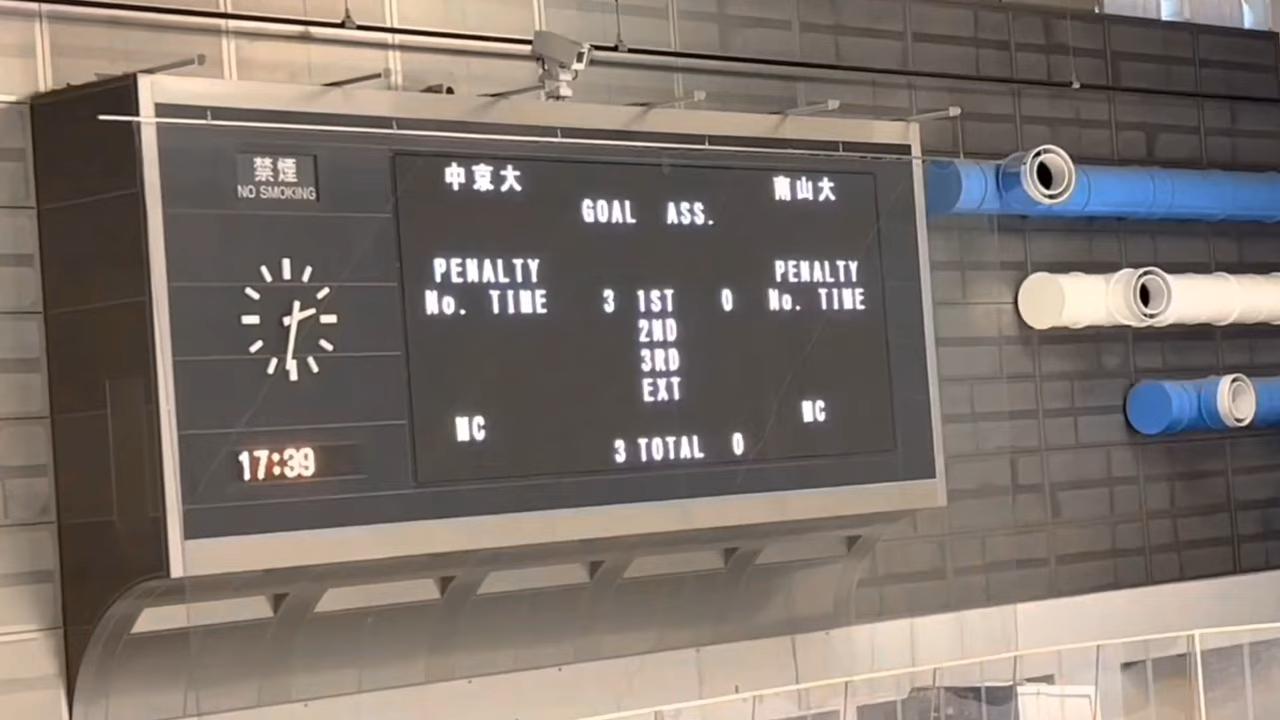 禁煙
NO SMOKING
中京大
南山大
GOAL ASS.
PENALTY
PENALTY
No. TIME 3 1ST 0 No. TIME
2ND
3RD
EXT
MC
MC
3 TOTAL 0
17:39